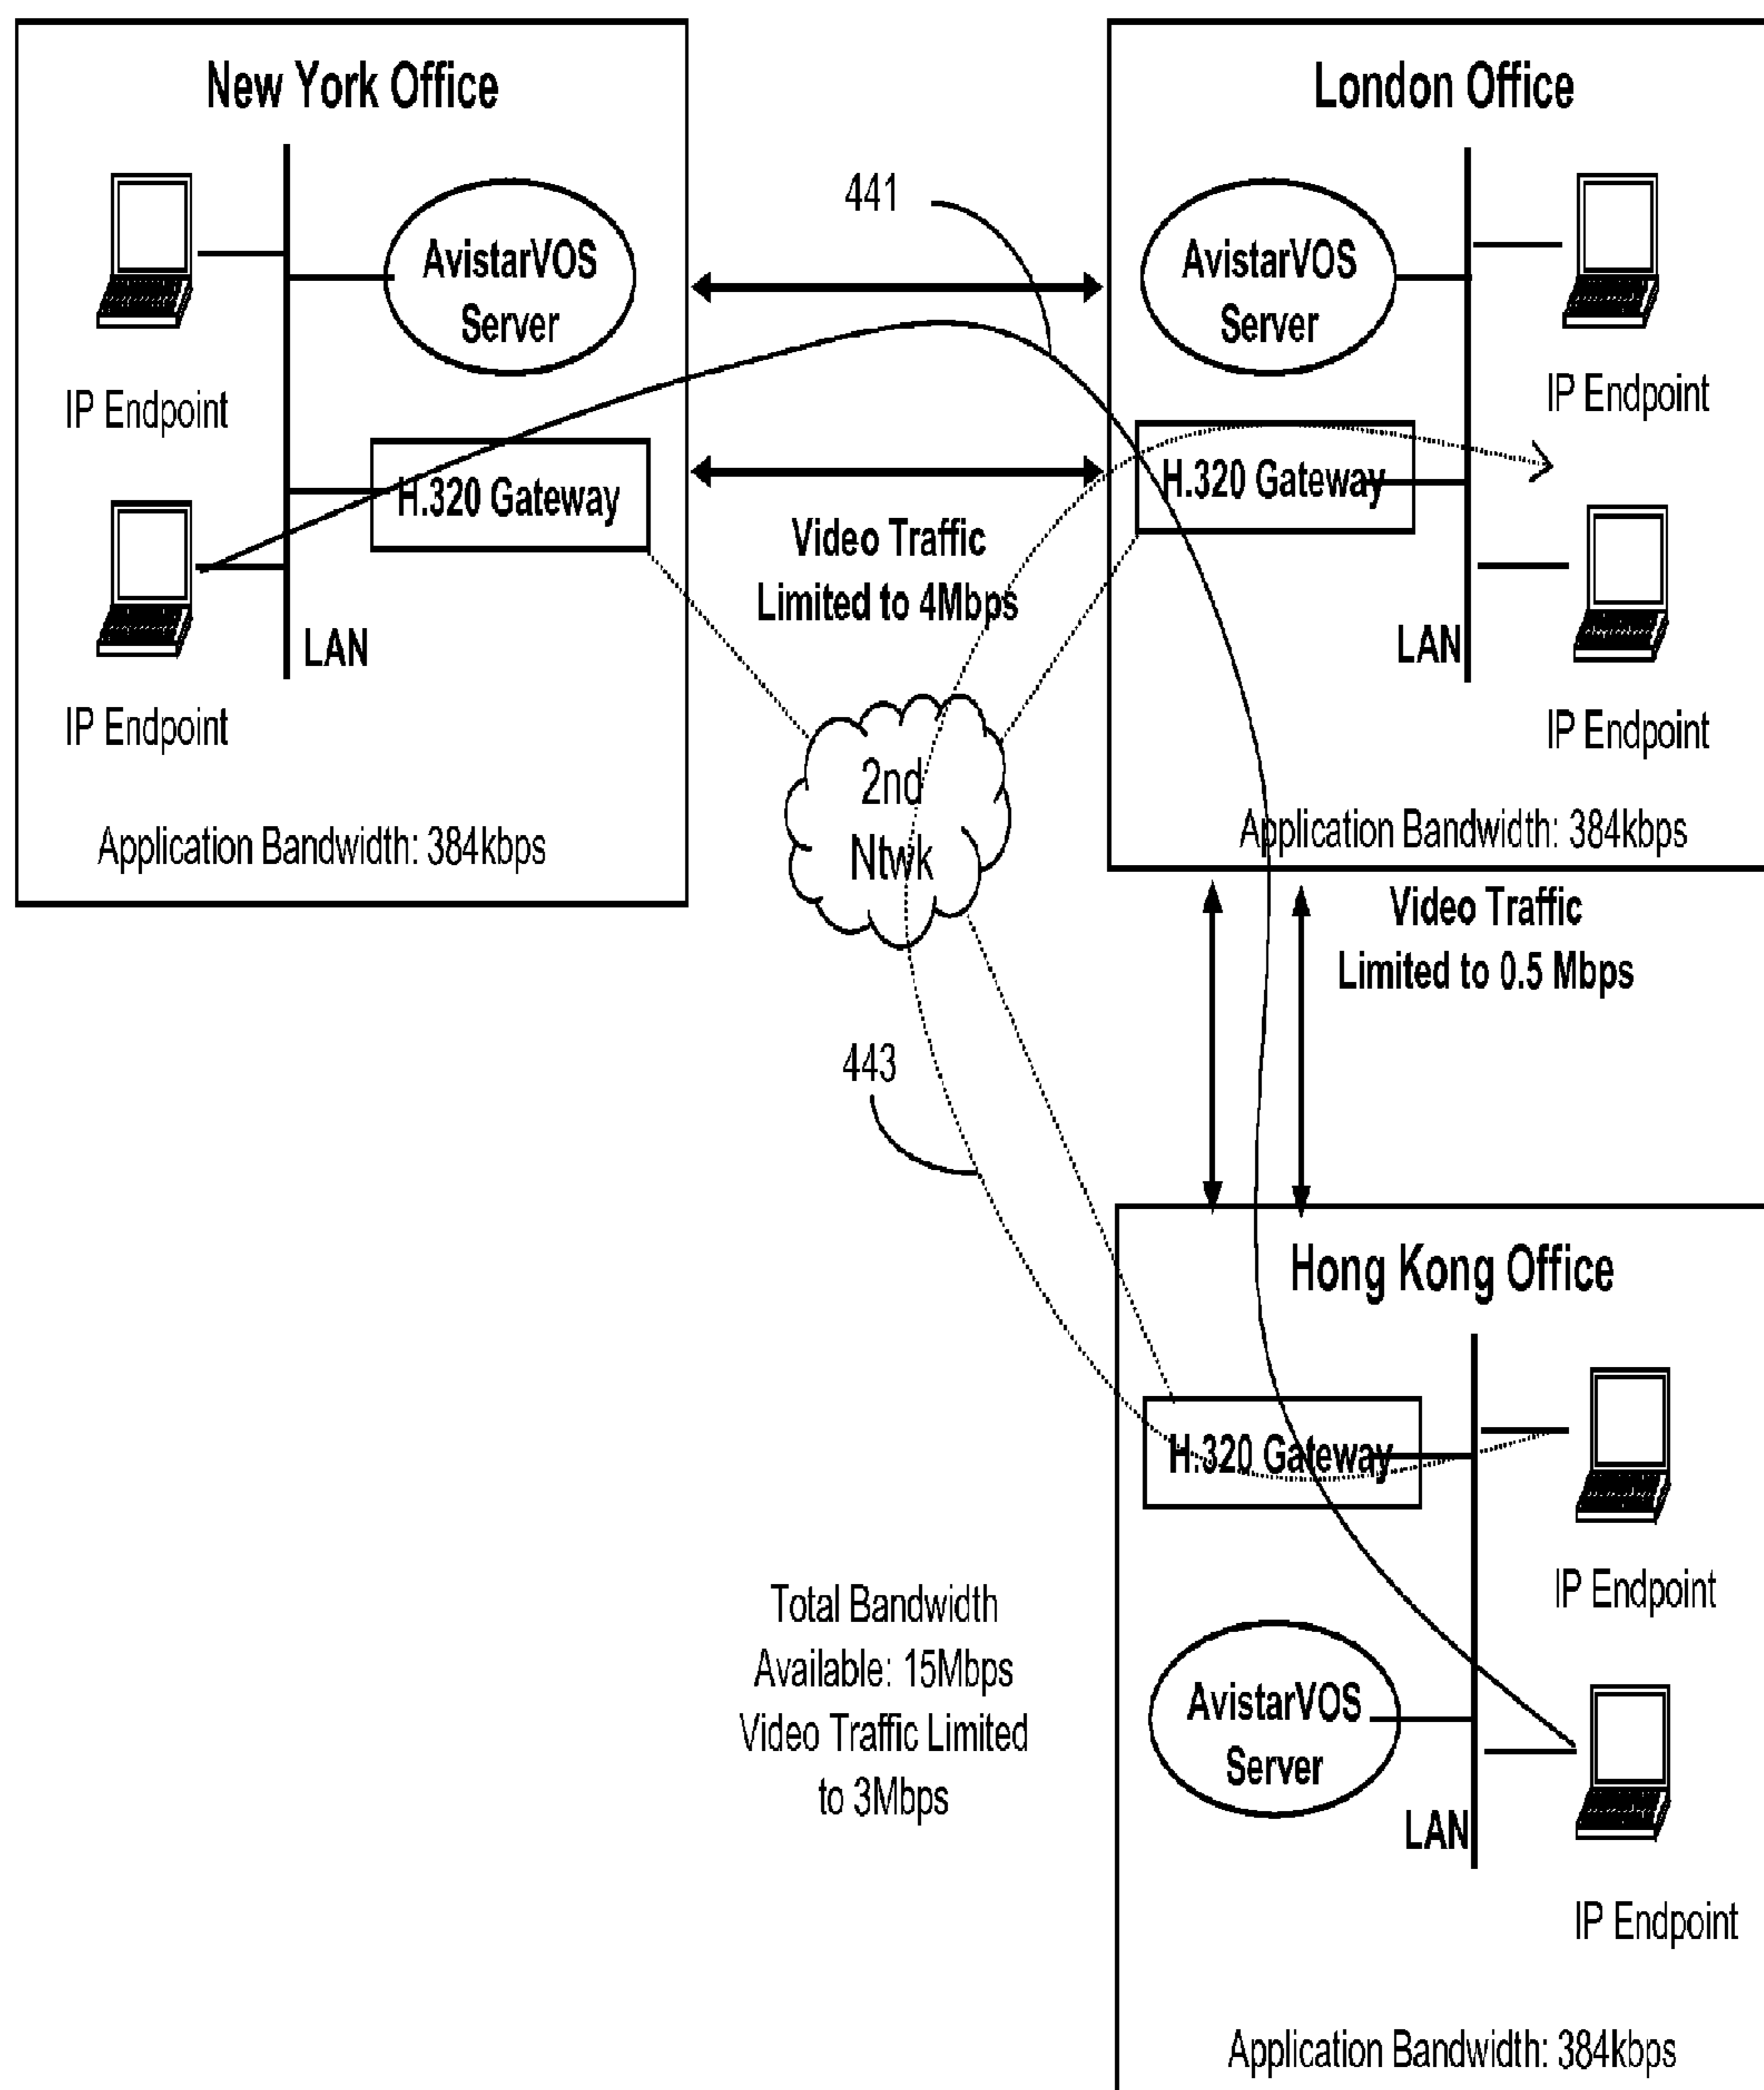 New York Office
AvistarVOS
Server
IP Endpoint
H.320 Gateway
LAN
IP Endpoint
Application Bandwidth: 384kbps
441
Video Traffic
Limited to 4Mbps
2nd
Ntwk
443
London Office
AvistarVOS
Server
IP Endpoint
H.320 Gateway
LAN
IP Endpoint
Application Bandwidth: 384kbps
Video Traffic
Limited to 0.5 Mbps
Hong Kong Office
H.320 Gateway
IP Endpoint
AvistarVOS
Server
LAN
IP Endpoint
Application Bandwidth: 384kbps
Total Bandwidth
Available: 15Mbps
Video Traffic Limited
to 3Mbps